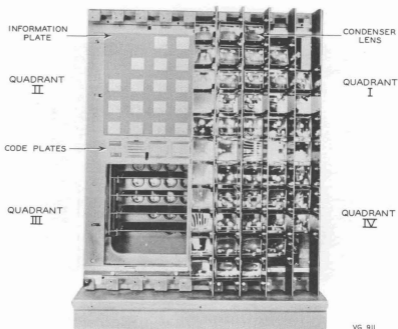 INFORMATION
PLATE
CONDENSER
LENS
QUADRANT
II
QUADRANT
I
CODE PLATES
QUADRANT
III
QUADRANT
IV
VG 911